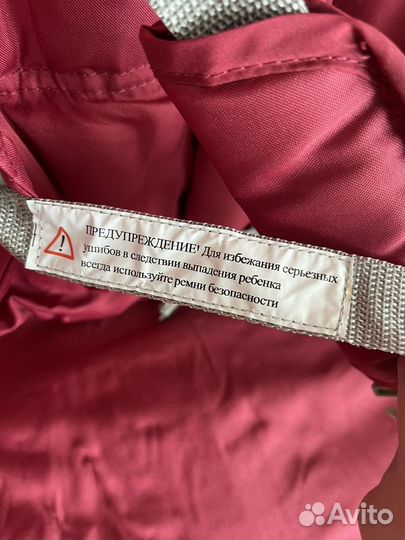 ПРЕДУПРЕЖДЕНИЕ! Для избежания серьезных
ушибов в следствии выпадения ребенка
всегда используйте ремни безопасности
Avito